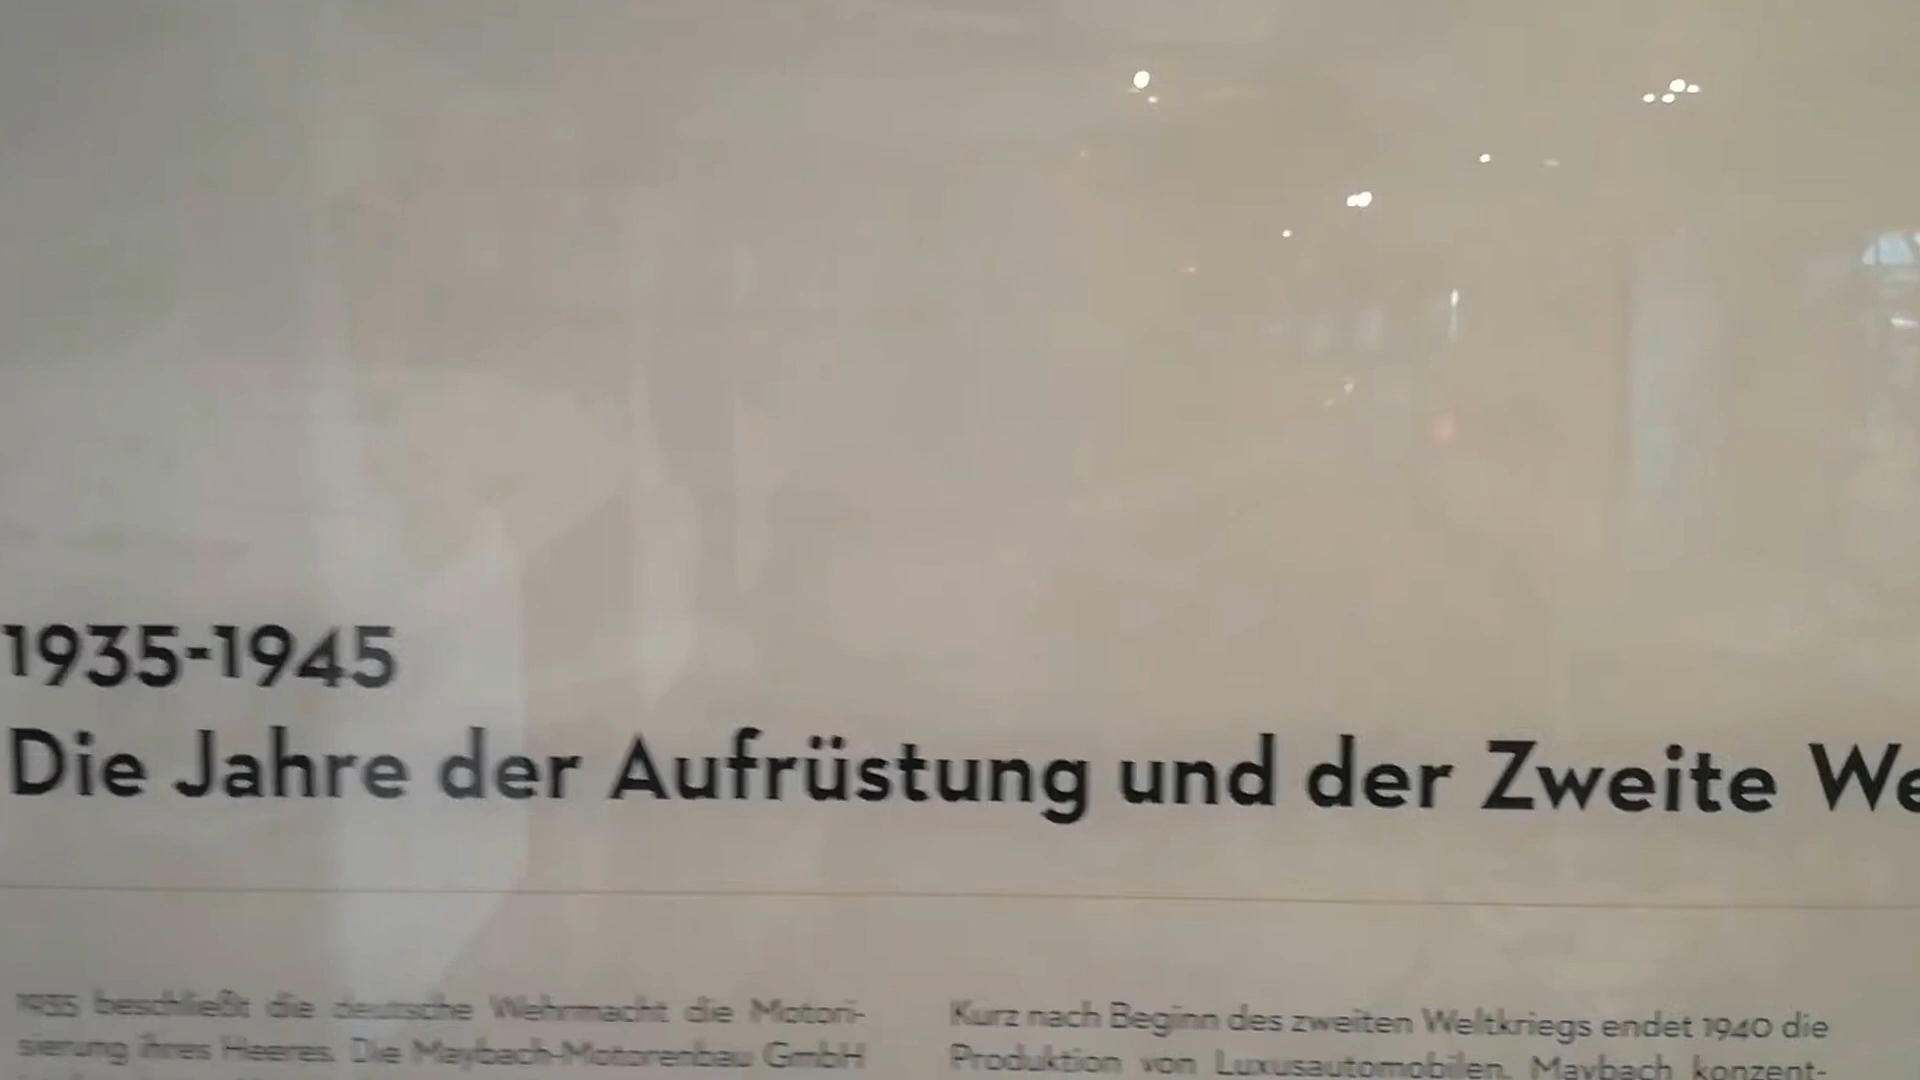 1935-1945
Die Jahre der Aufrüstung und der Zweite We
1935 beschließt die deutsche Wehrmacht die Motori-
sierung ihres Heeres. Die Maybach-Motorenbau GmbH
Kurz nach Beginn des zweiten Weltkriegs endet 1940 die
Produktion von Luxusautomobilen. Maybach konzent-